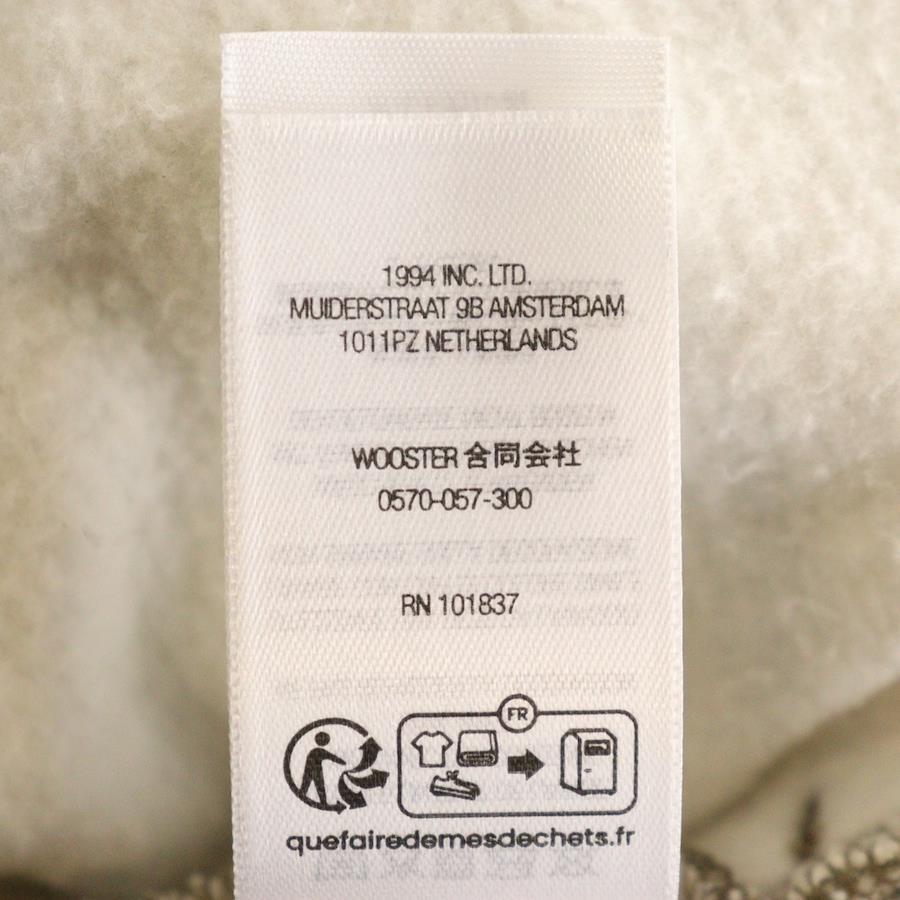 1994 INC. LTD.
MUIDERSTRAAT 9B AMSTERDAM
1011PZ NETHERLANDS
WOOSTER 合同会社
0570-057-300
RN 101837
FR
quefairedemesdechets.fr